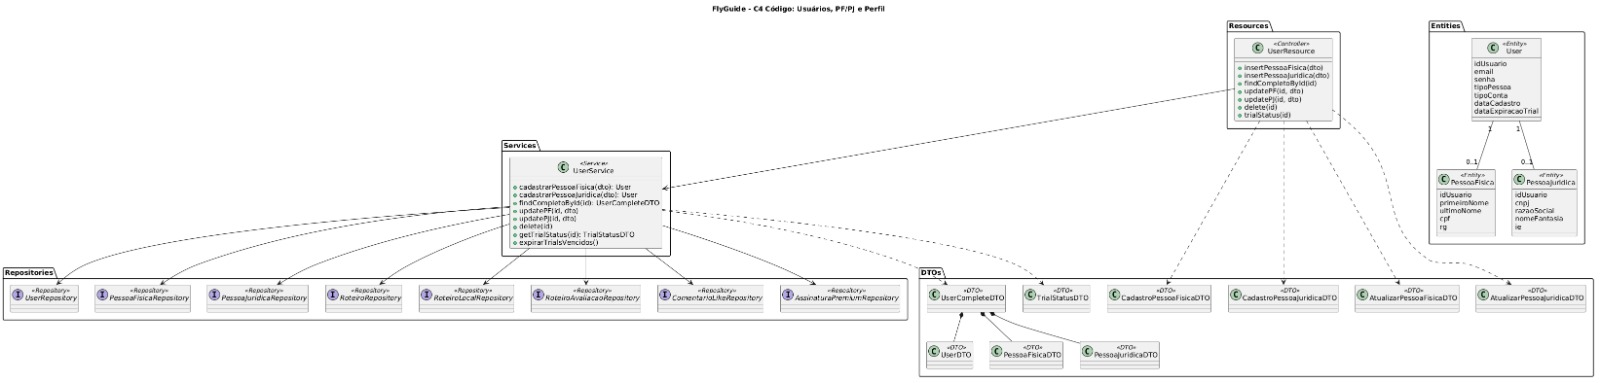 FlyGuide - C4 Código: Usuários, PF/PJ e Perfil
Resources
«Controller»
UserResource
insertPessoaFisica(dto)
insertPessoaJuridica(dto)
findCompletoById(id)
updatePF(id, dto)
updatePJ(id, dto)
delete(id)
trialStatus(id)
Entities
«Entity»
User
idUsuario
email
senha
tipoPessoa
tipoConta
dataCadastro
dataExpiracaoTrial
1
1
0..1
0..1
«Entity»
PessoaFisica
idUsuario
primeiroNome
ultimoNome
cpf
rg
«Entity»
PessoaJuridica
idUsuario
cnpj
razaoSocial
nomeFantasia
ie
Services
«Service»
UserService
cadastrarPessoaFisica(dto): User
cadastrarPessoaJuridica(dto): User
findCompletoById(id): UserCompleteDTO
updatePF(id, dto)
updatePJ(id, dto)
delete(id)
getTrialStatus(id): TrialStatusDTO
expirarTrialsVencidos()
Repositories
«Repository»
UserRepository
«Repository»
PessoaFisicaRepository
«Repository»
PessoaJuridicaRepository
«Repository»
RoteiroRepository
«Repository»
RoteiroLocalRepository
«Repository»
RoteiroAvaliacaoRepository
«Repository»
ComentarioLikeRepository
«Repository»
AssinaturaPremiumRepository
DTOs
«DTO»
UserCompleteDTO
«DTO»
TrialStatusDTO
«DTO»
CadastroPessoaFisicaDTO
«DTO»
CadastroPessoaJuridicaDTO
«DTO»
AtualizarPessoaFisicaDTO
«DTO»
AtualizarPessoaJuridicaDTO
«DTO»
UserDTO
«DTO»
PessoaFisicaDTO
«DTO»
PessoaJuridicaDTO